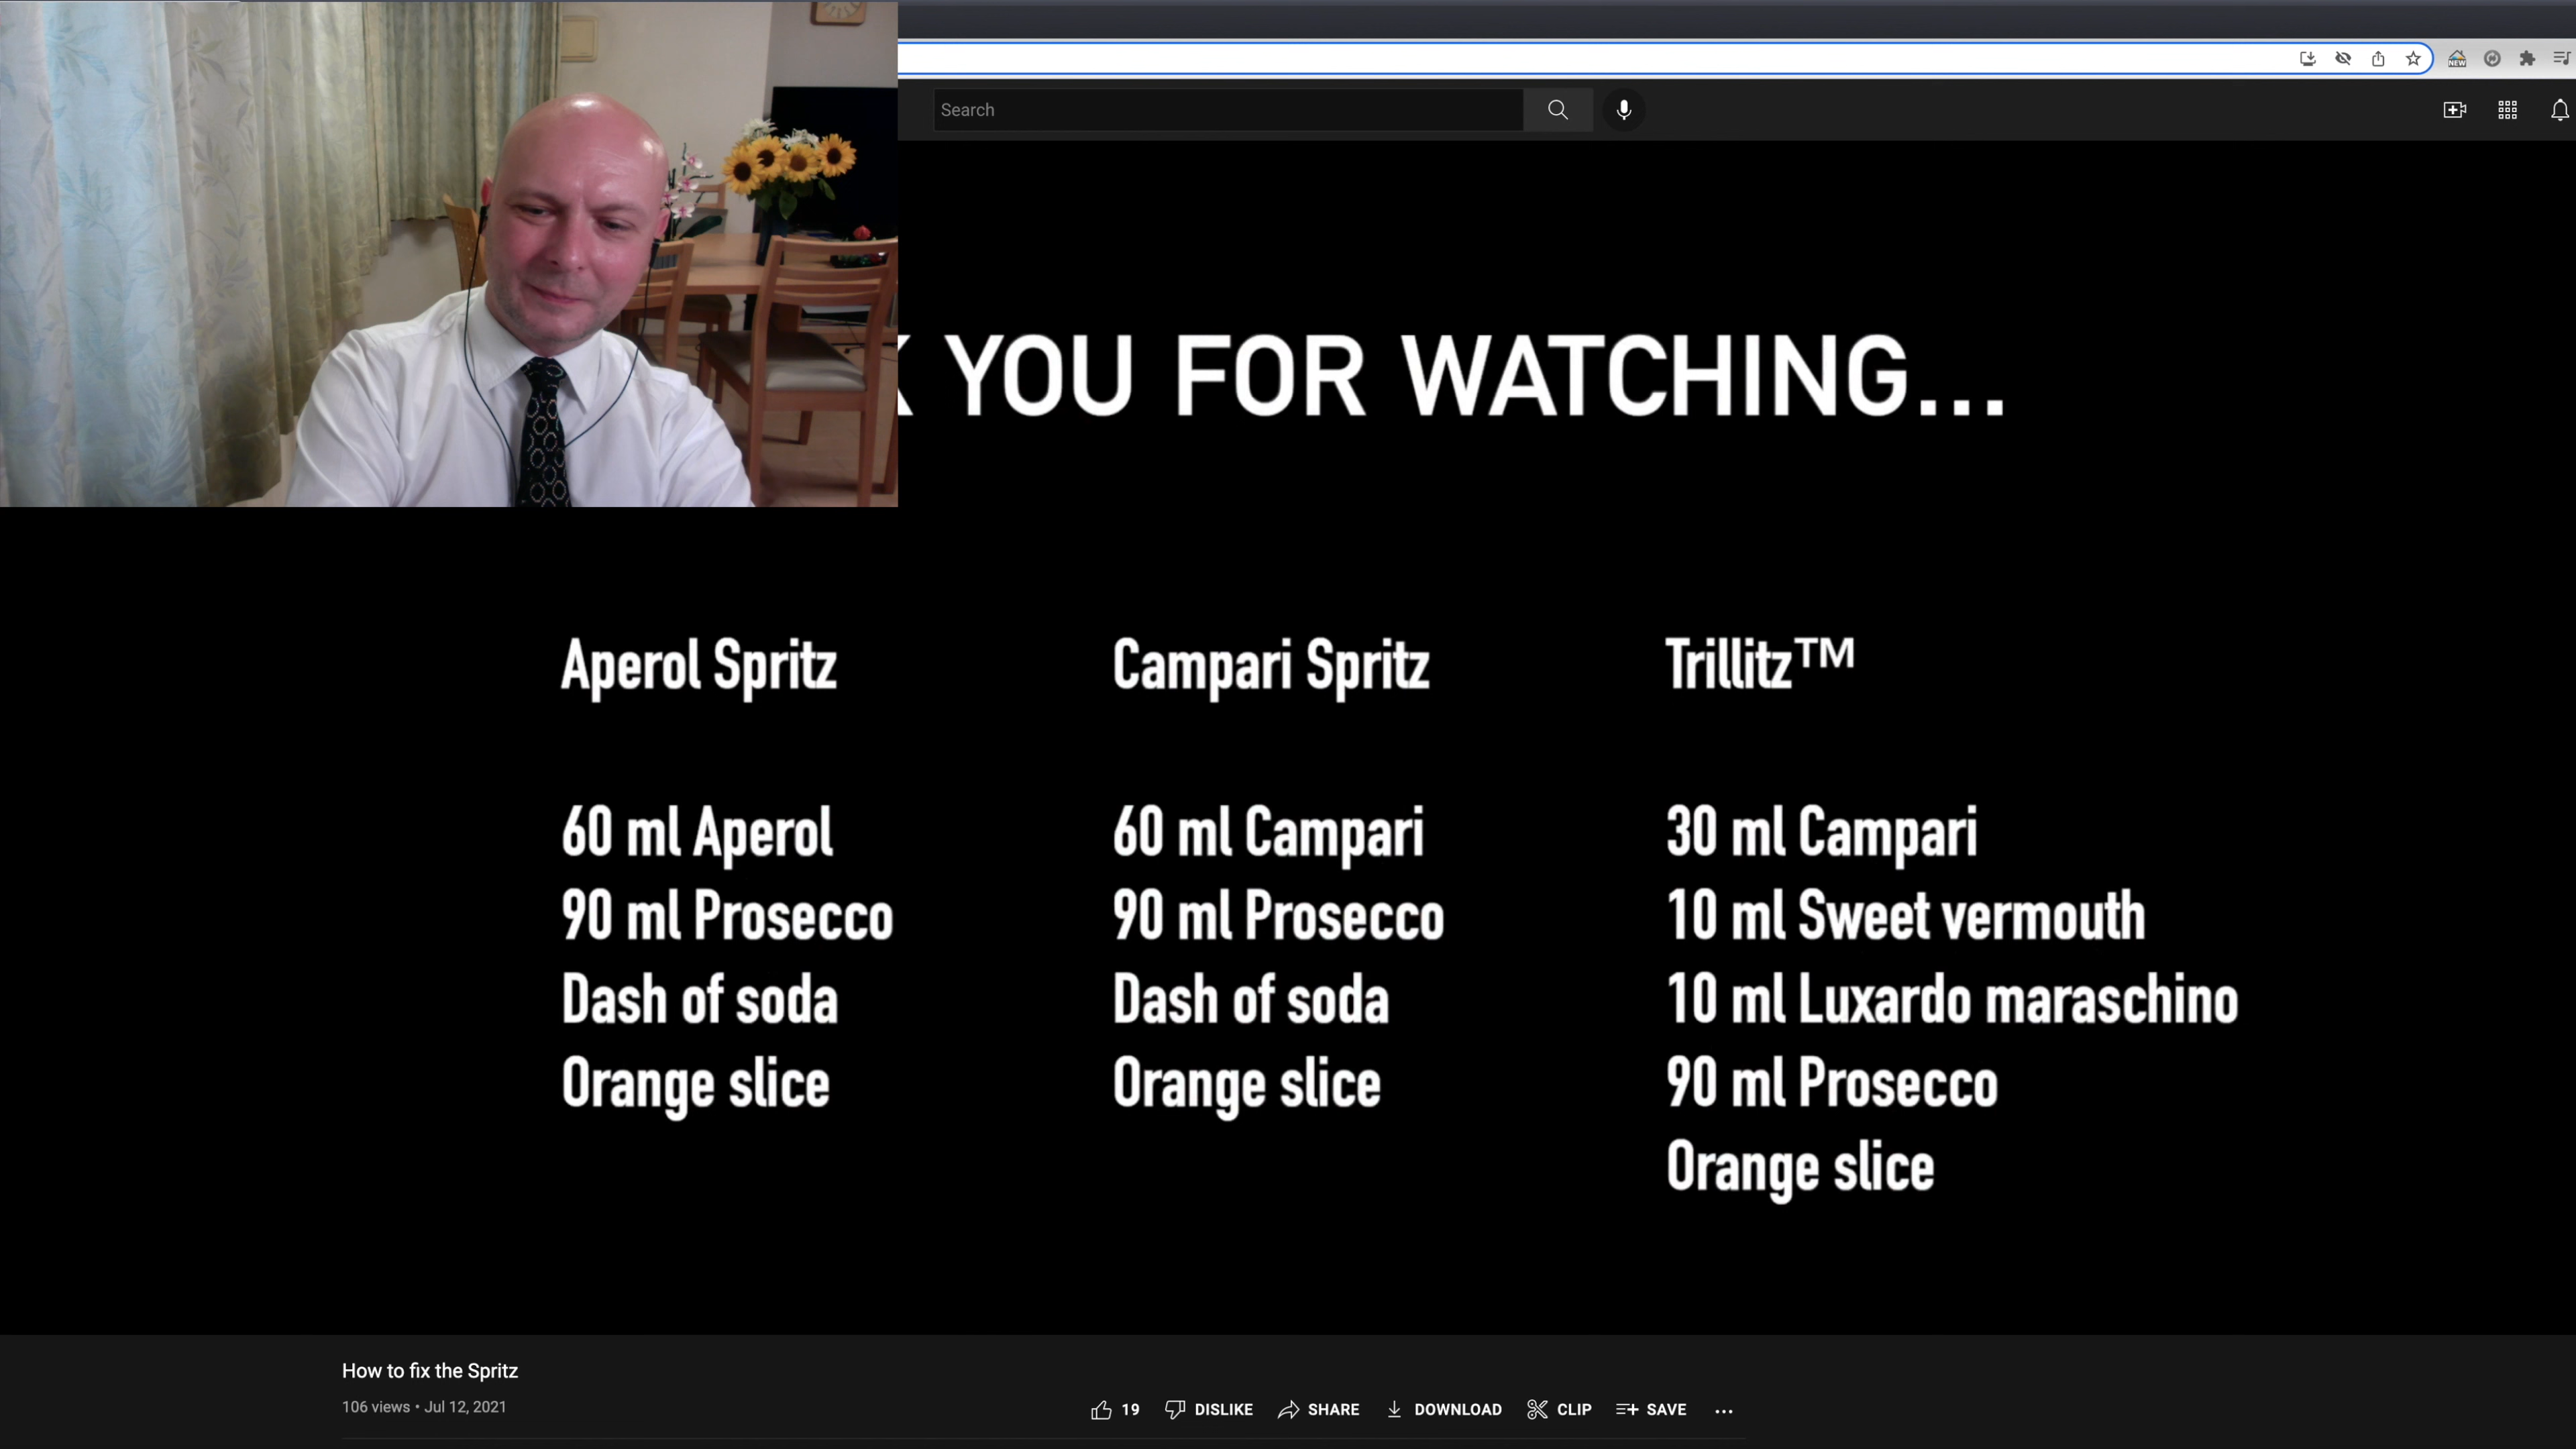 Search
YOU FOR WATCHING...
Aperol Spritz
60 ml Aperol
90 ml Prosecco
Dash of soda
Orange slice
Campari Spritz
60 ml Campari
90 ml Prosecco
Dash of soda
Orange slice
Trillitz™
30 ml Campari
10 ml Sweet vermouth
10 ml Luxardo maraschino
90 ml Prosecco
Orange slice
How to fix the Spritz
106 views • Jul 12, 2021
19 DISLIKE SHARE DOWNLOAD CLIP SAVE ...
NEW